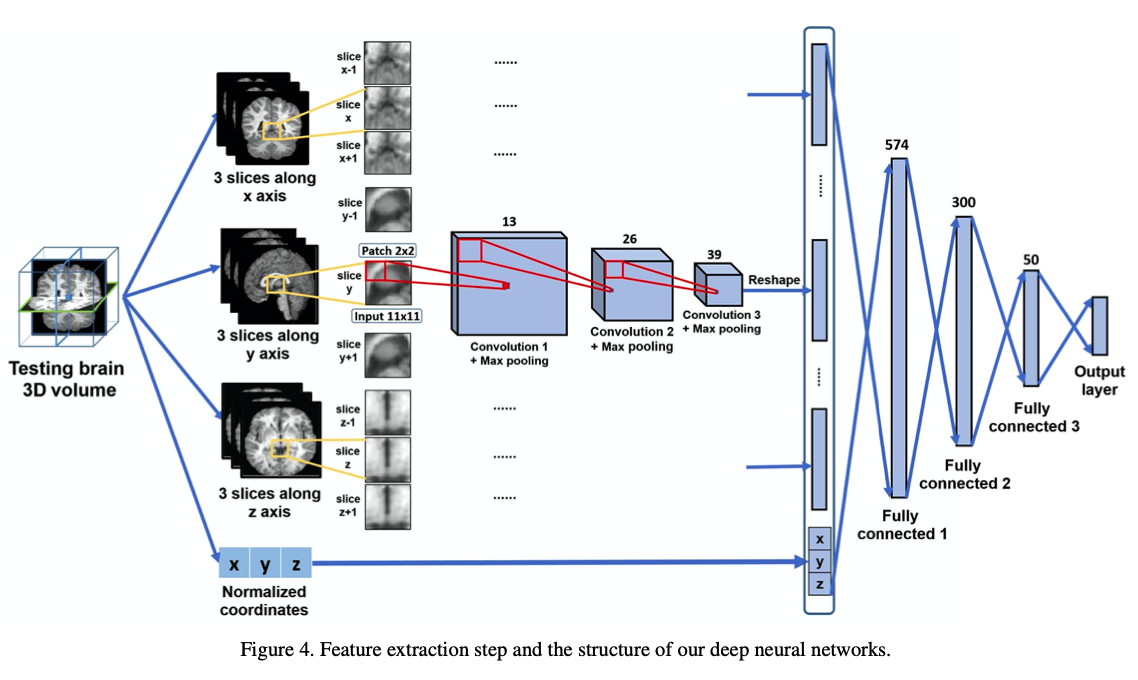 slice
x-1
......
slice
x
......
slice
x+1
......
3 slices along
x axis
slice
y-1
Patch 2x2
slice
y
Input 11x11
slice
y+1
3 slices along
y axis
Testing brain
3D volume
slice
z-1
......
slice
z
......
slice
z+1
......
3 slices along
z axis
x y z
Normalized
coordinates
13
Convolution 1
+ Max pooling
26
Convolution 2
+ Max pooling
39
Convolution 3
+ Max pooling
Reshape
......
......
x
y
z
574
Fully
connected 1
300
Fully
connected 2
50
Fully
connected 3
Output
layer
Figure 4. Feature extraction step and the structure of our deep neural networks.